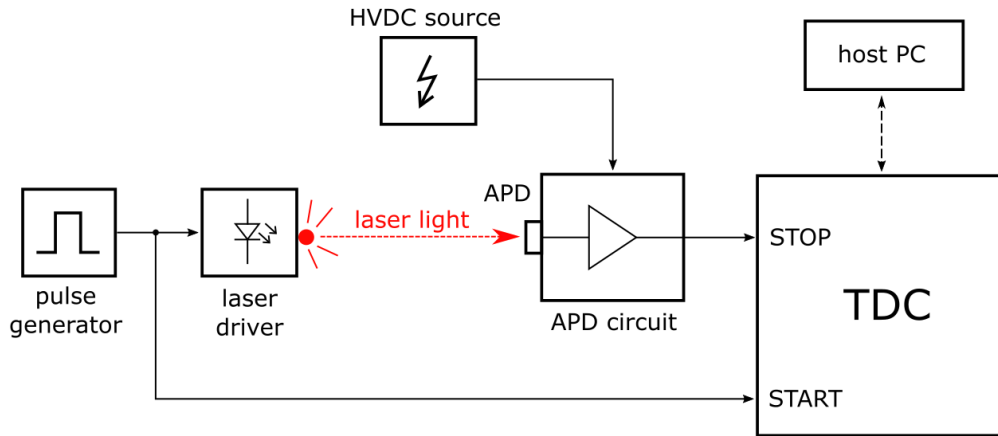 HVDC source
host PC
APD
laser light
STOP
pulse
generator
laser
driver
APD circuit
TDC
START